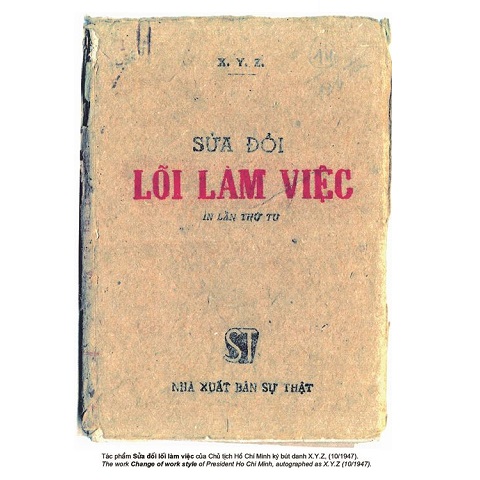 X. Y. Z.
SỬA ĐỔI
LỐI LÀM VIỆC
IN LẦN THỨ TƯ
ST
NHÀ XUẤT BẢN SỰ THẬT
Tác phẩm Sửa đổi lối làm việc của Chủ tịch Hồ Chí Minh ký bút danh X.Y.Z, (10/1947).
The work Change of work style of President Ho Chi Minh, autographed as X.Y.Z (10/1947).